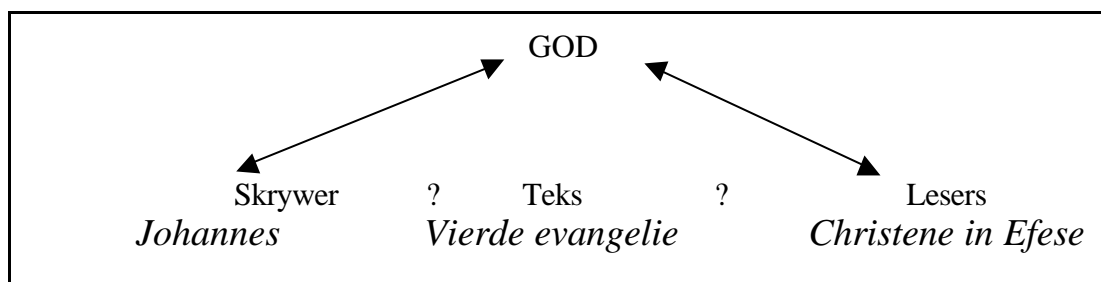 GOD
Skrywer ? Teks ? Lesers
Johannes Vierde evangelie Christene in Efese